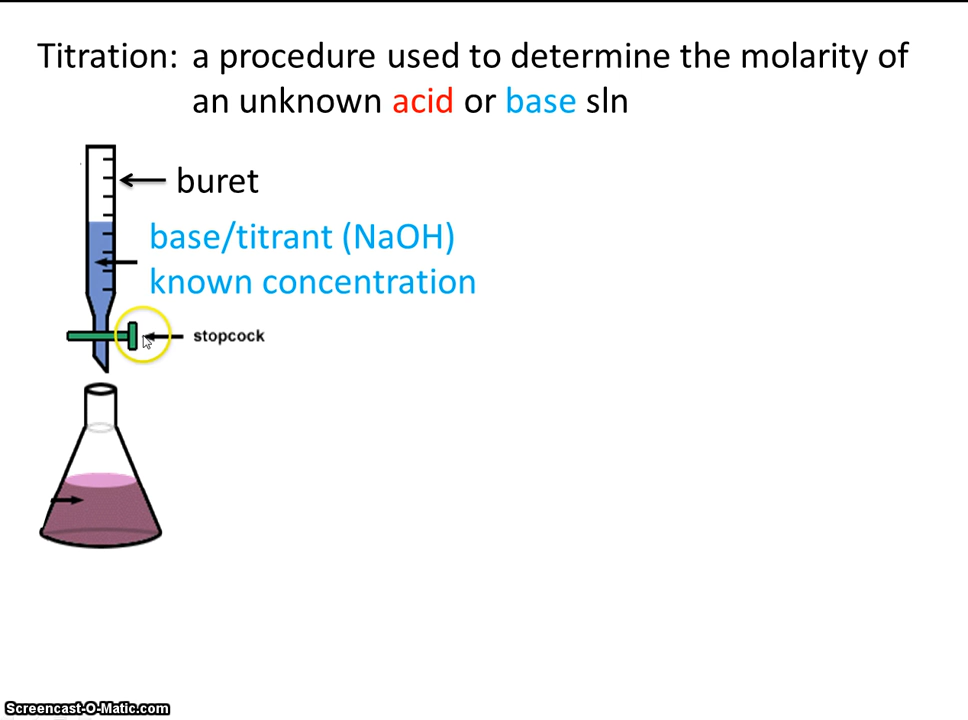 Titration: a procedure used to determine the molarity of
an unknown acid or base sln
buret
base/titrant (NaOH)
known concentration
stopcock
Screencast-O-Matic.com